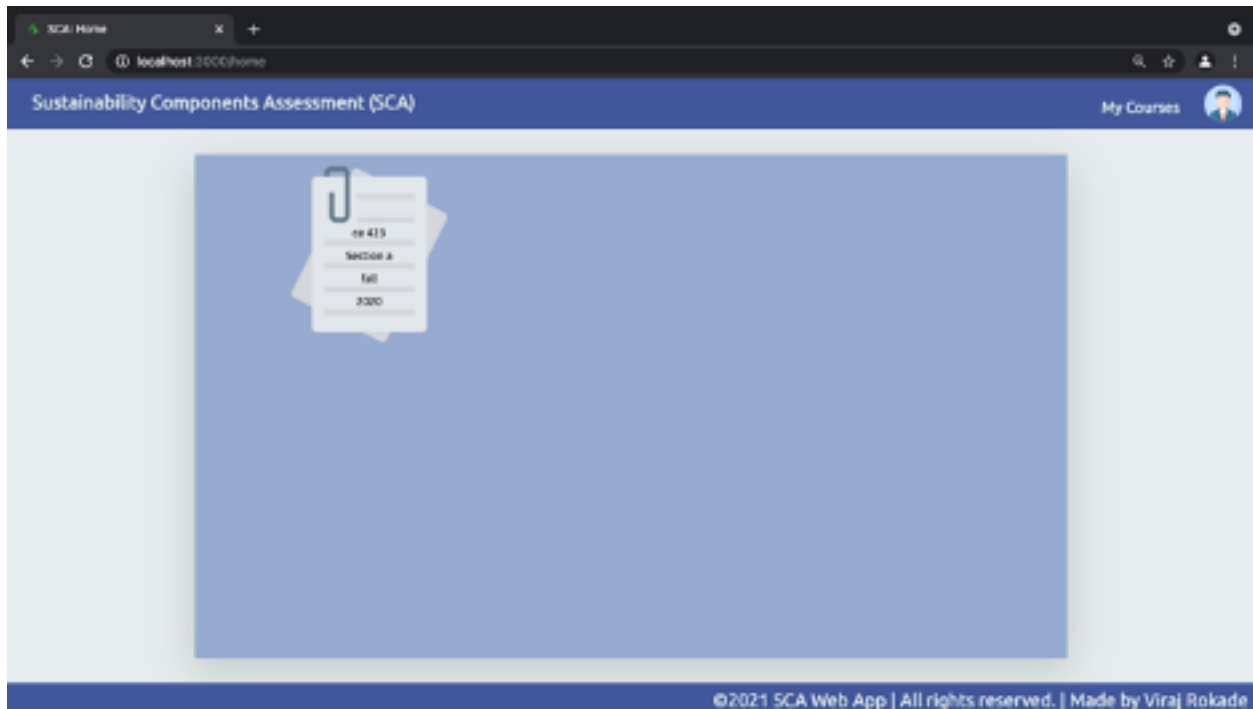 SCA: Home
localhost:3000/home
Sustainability Components Assessment (SCA)
My Courses
ce 423
Section a
fall
2020
©2021 SCA Web App | All rights reserved. | Made by Viraj Rokade